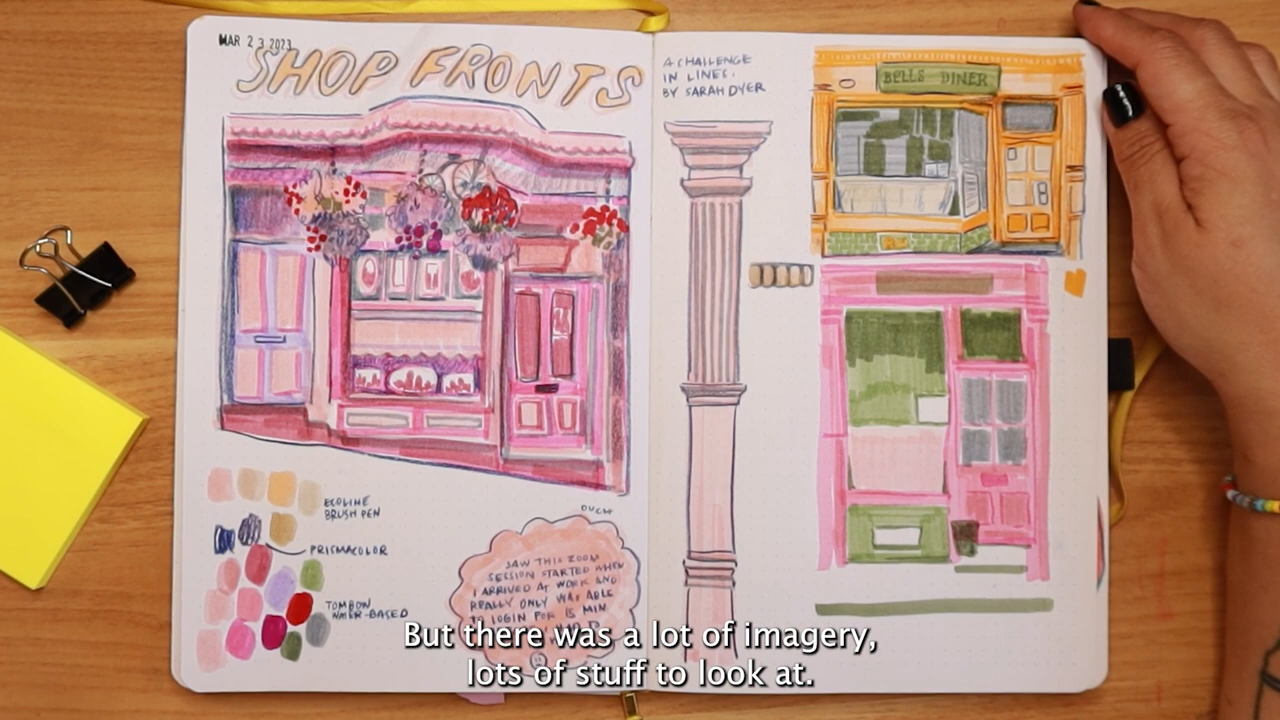 MAR 2 3 2023
SHOP FRONTS
A CHALLENGE
IN LINES.
BY SARAH DYER
BELLS DINER
ECOLINE
BRUSH PEN
PRISMACOLOR
TOMBON
WATER-BASED
OUCH
SAW THIS ZOOM
SESSION STARTED WHEN
I ARRIVED AT WORK AND
REALLY ONLY WAS ABLE
TO LOGIN FOR 15 MIN
But there was a lot of imagery,
lots of stuff to look at.